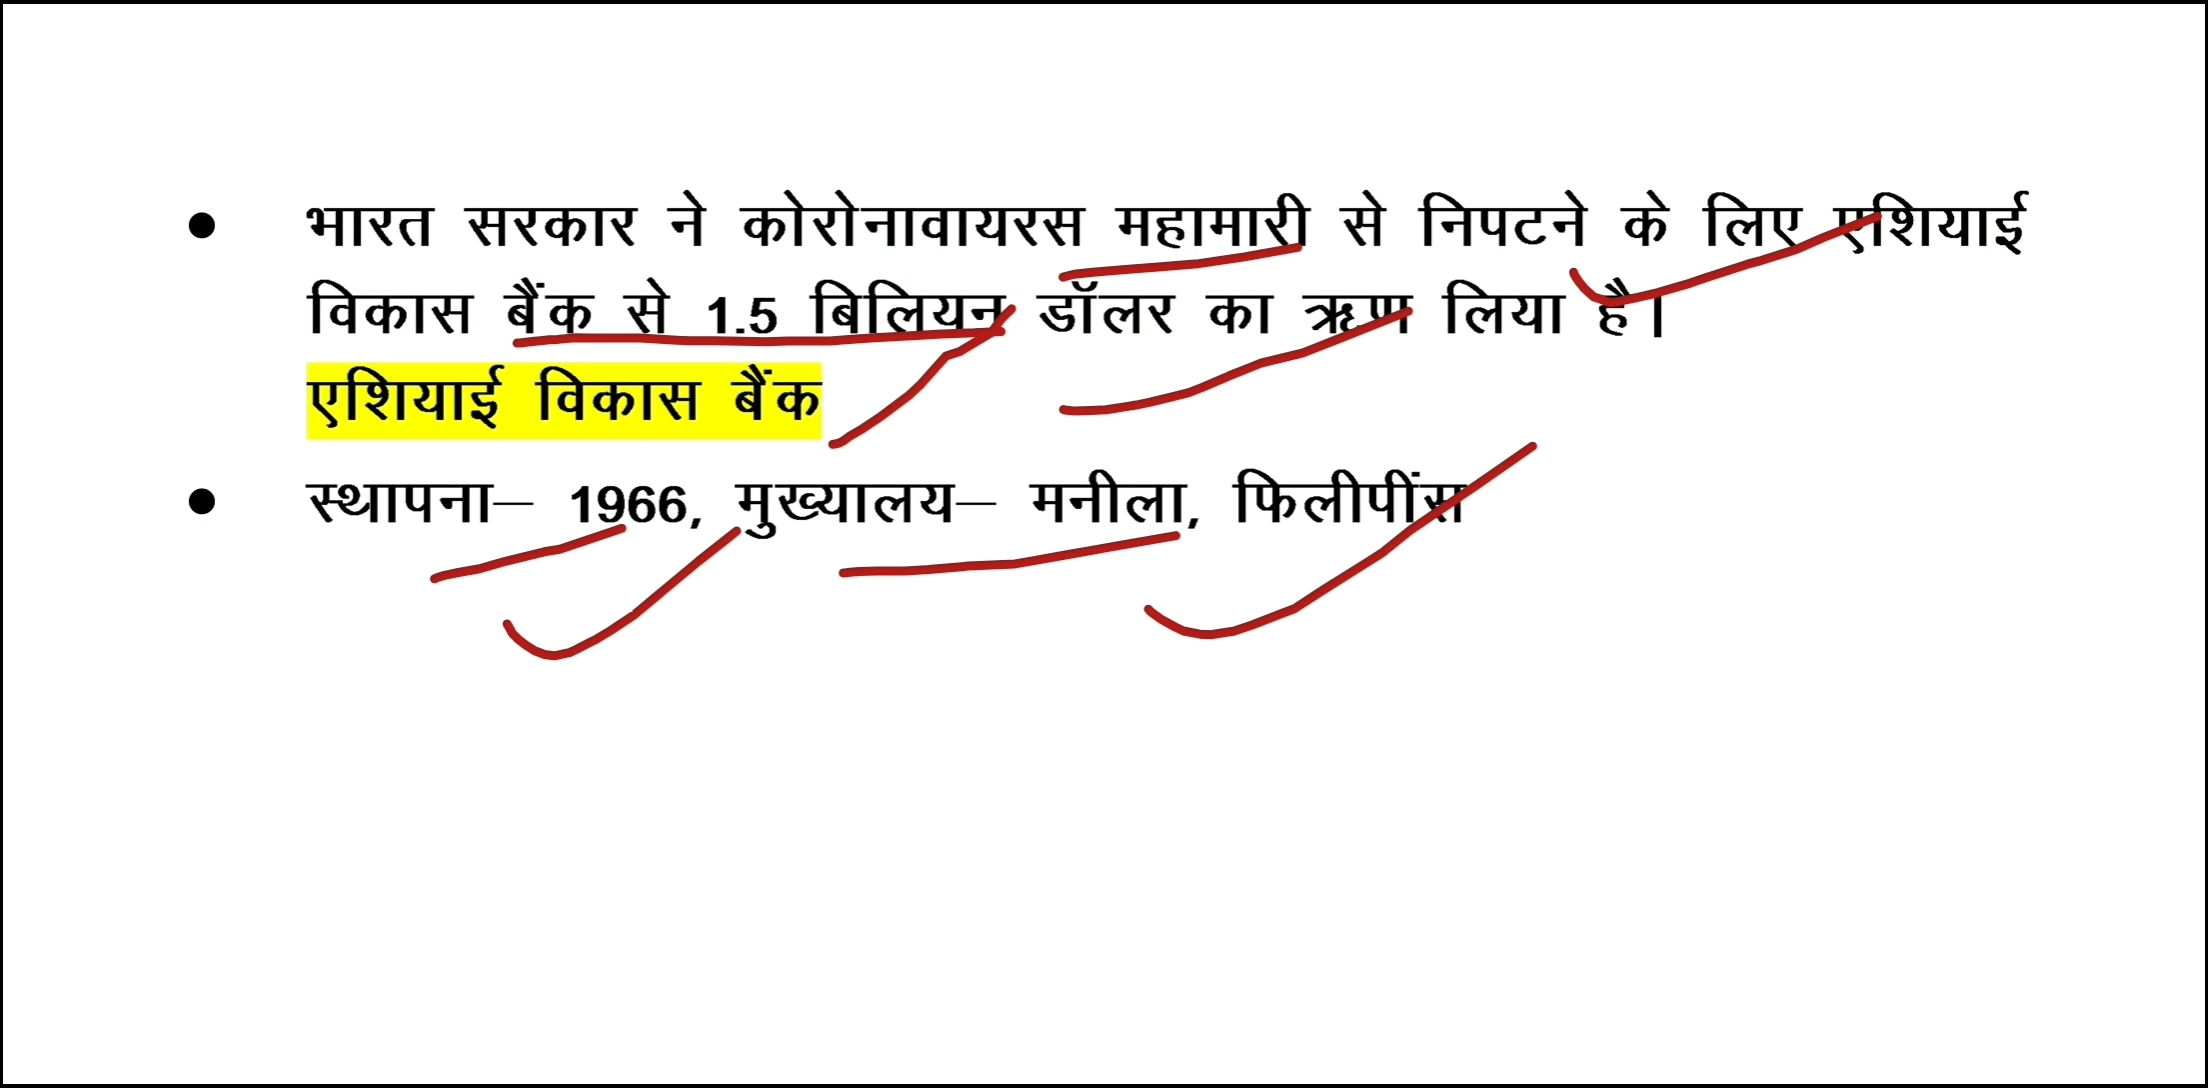 ● भारत सरकार ने कोरोनावायरस महामारी से निपटने के लिए एशियाई
विकास बैंक से 1.5 बिलियन डॉलर का ऋण लिया है।
एशियाई विकास बैंक
● स्थापना– 1966, मुख्यालय– मनीला, फिलीपींस